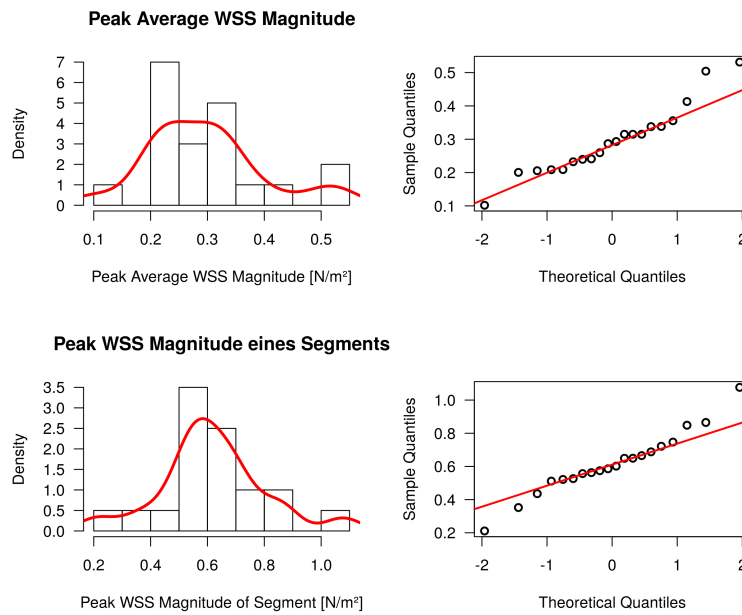 Peak Average WSS Magnitude
Density
7
6
5
4
3
2
1
0
0.1 0.2 0.3 0.4 0.5
Peak Average WSS Magnitude [N/m²]
Sample Quantiles
0.5
0.4
0.3
0.2
0.1
-2 -1 0 1 2
Theoretical Quantiles
Peak WSS Magnitude eines Segments
Density
3.5
3.0
2.5
2.0
1.5
1.0
0.5
0.0
0.2 0.4 0.6 0.8 1.0
Peak WSS Magnitude of Segment [N/m²]
Sample Quantiles
1.0
0.8
0.6
0.4
0.2
-2 -1 0 1 2
Theoretical Quantiles